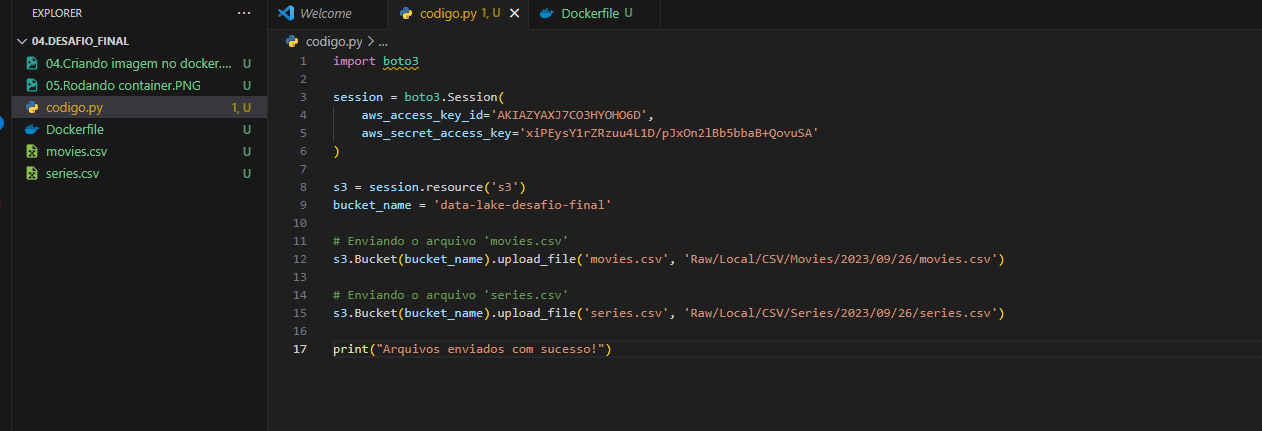 EXPLORER
Welcome
codigo.py 1, U
Dockerfile U
04.DESAFIO_FINAL
04.Criando imagem no docker.... U
05.Rodando container.PNG U
codigo.py 1, U
Dockerfile U
movies.csv U
series.csv U
codigo.py > ...
1 import boto3
2
3 session = boto3.Session(
4 aws_access_key_id='',
5 aws_secret_access_key=''
6 )
7
8 s3 = session.resource('s3')
9 bucket_name = 'data-lake-desafio-final'
10
11 # Enviando o arquivo 'movies.csv'
12 s3.Bucket(bucket_name).upload_file('movies.csv', 'Raw/Local/CSV/Movies/2023/09/26/movies.csv')
13
14 # Enviando o arquivo 'series.csv'
15 s3.Bucket(bucket_name).upload_file('series.csv', 'Raw/Local/CSV/Series/2023/09/26/series.csv')
16
17 print("Arquivos enviados com sucesso!")